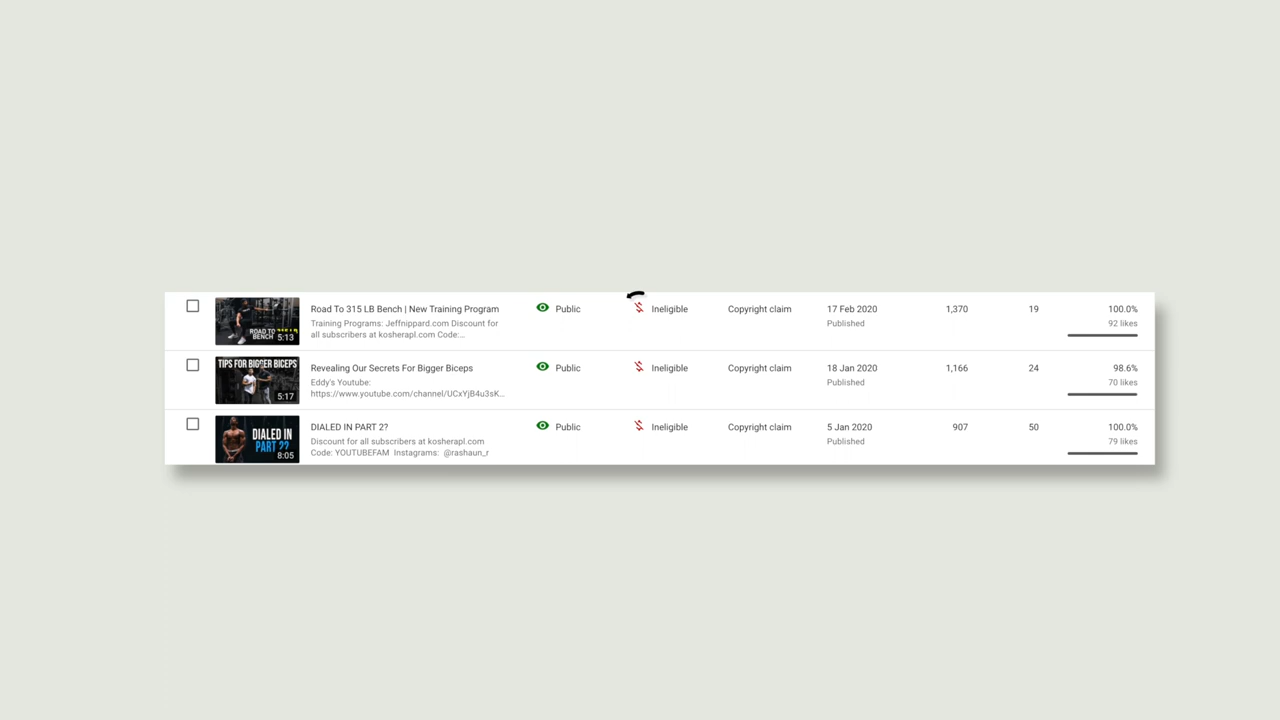 ROAD TO 315 LB
BENCH
5:13
Road To 315 LB Bench | New Training Program
Training Programs: Jeffnippard.com Discount for
all subscribers at kosherapl.com Code:...
Public
Ineligible
Copyright claim
17 Feb 2020
Published
1,370
19
100.0%
92 likes
TIPS FOR BIGGER BICEPS
5:17
Revealing Our Secrets For Bigger Biceps
Eddy's Youtube:
https://www.youtube.com/channel/UCxYjB4u3sK...
Public
Ineligible
Copyright claim
18 Jan 2020
Published
1,166
24
98.6%
70 likes
DIALED IN
PART 2?
8:05
DIALED IN PART 2?
Discount for all subscribers at kosherapl.com
Code: YOUTUBEFAM Instagrams: @rashaun_r
Public
Ineligible
Copyright claim
5 Jan 2020
Published
907
50
100.0%
79 likes